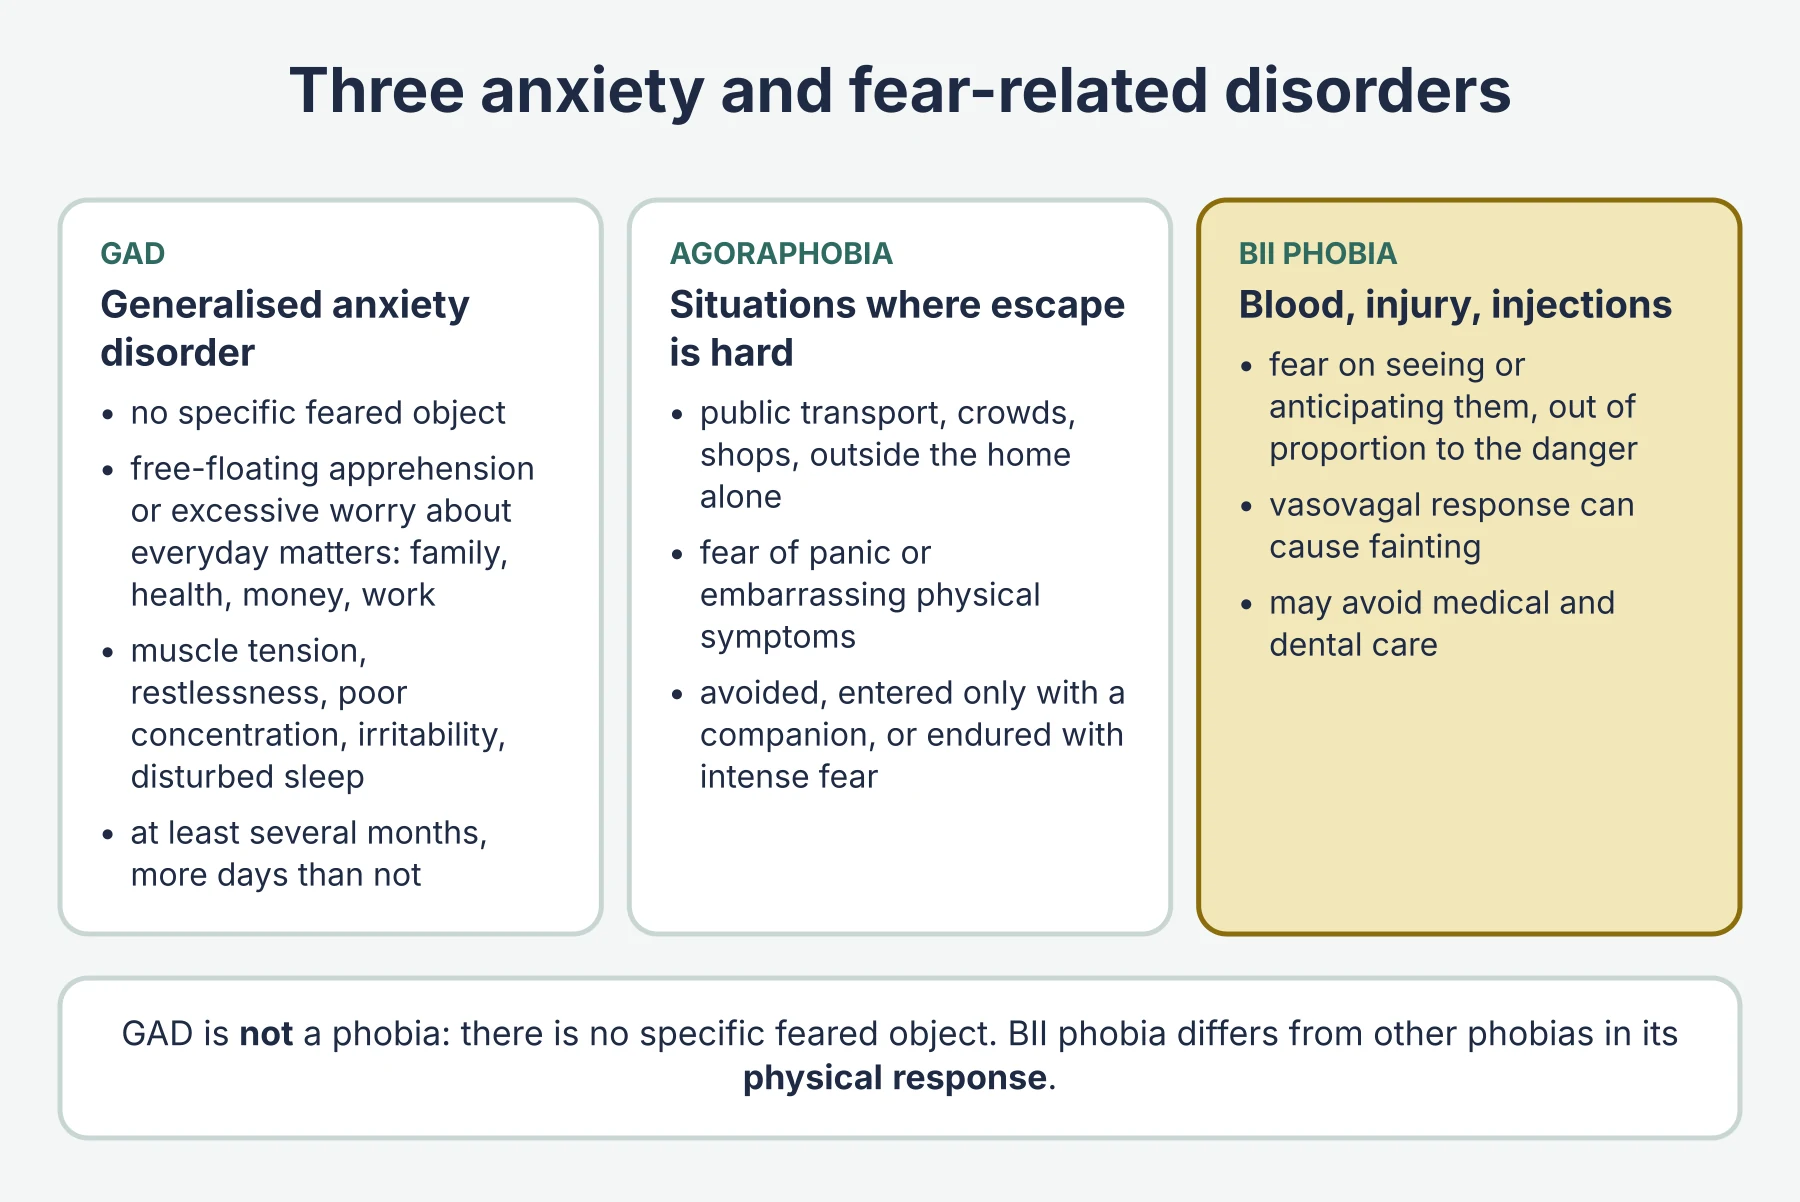 Three anxiety and fear-related disorders
GAD
Generalised anxiety
disorder
• no specific feared object
• free-floating apprehension
or excessive worry about
everyday matters: family,
health, money, work
• muscle tension,
restlessness, poor
concentration, irritability,
disturbed sleep
• at least several months,
more days than not
AGORAPHOBIA
Situations where escape
is hard
• public transport, crowds,
shops, outside the home
alone
• fear of panic or
embarrassing physical
symptoms
• avoided, entered only with a
companion, or endured with
intense fear
BII PHOBIA
Blood, injury, injections
• fear on seeing or
anticipating them, out of
proportion to the danger
• vasovagal response can
cause fainting
• may avoid medical and
dental care
GAD is not a phobia: there is no specific feared object. BII phobia differs from other phobias in its
physical response.